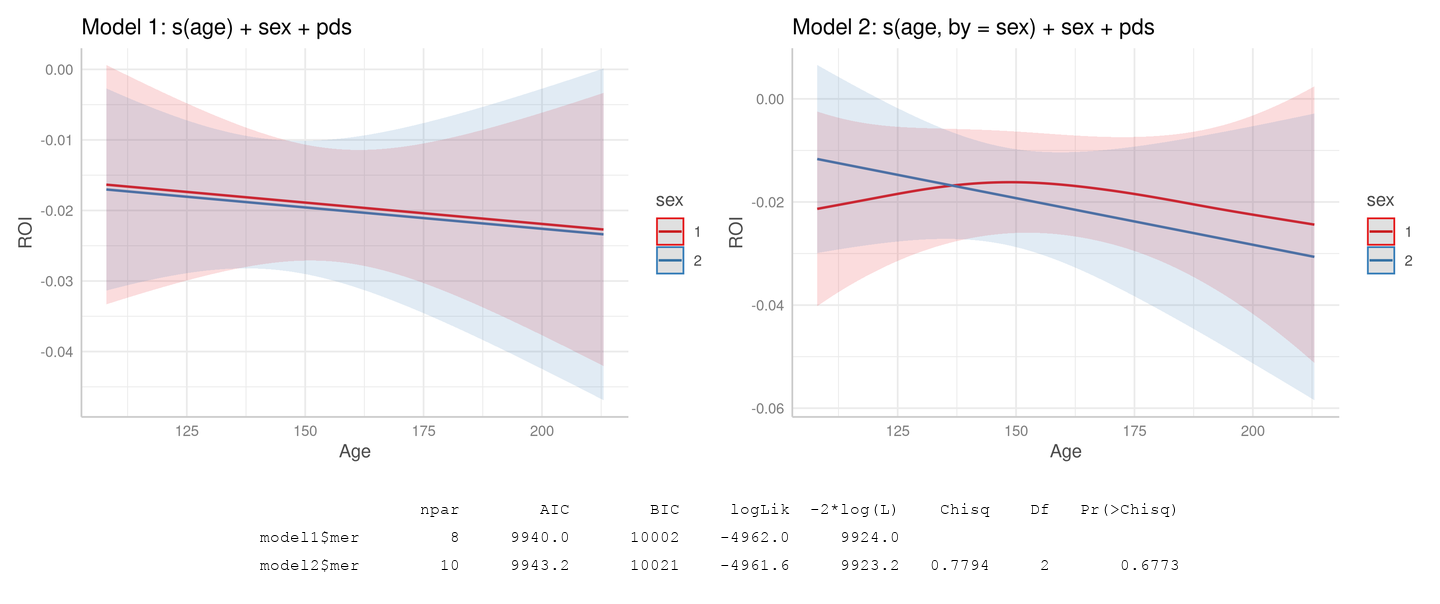 Model 1: s(age) + sex + pds
0.00
-0.01
-0.02
-0.03
-0.04
ROI
125 150 175 200
Age
sex
1
2
Model 2: s(age, by = sex) + sex + pds
0.00
-0.02
-0.04
-0.06
ROI
125 150 175 200
Age
sex
1
2
npar AIC BIC logLik -2*log(L) Chisq Df Pr(>Chisq)
model1$mer 8 9940.0 10002 -4962.0 9924.0
model2$mer 10 9943.2 10021 -4961.6 9923.2 0.7794 2 0.6773